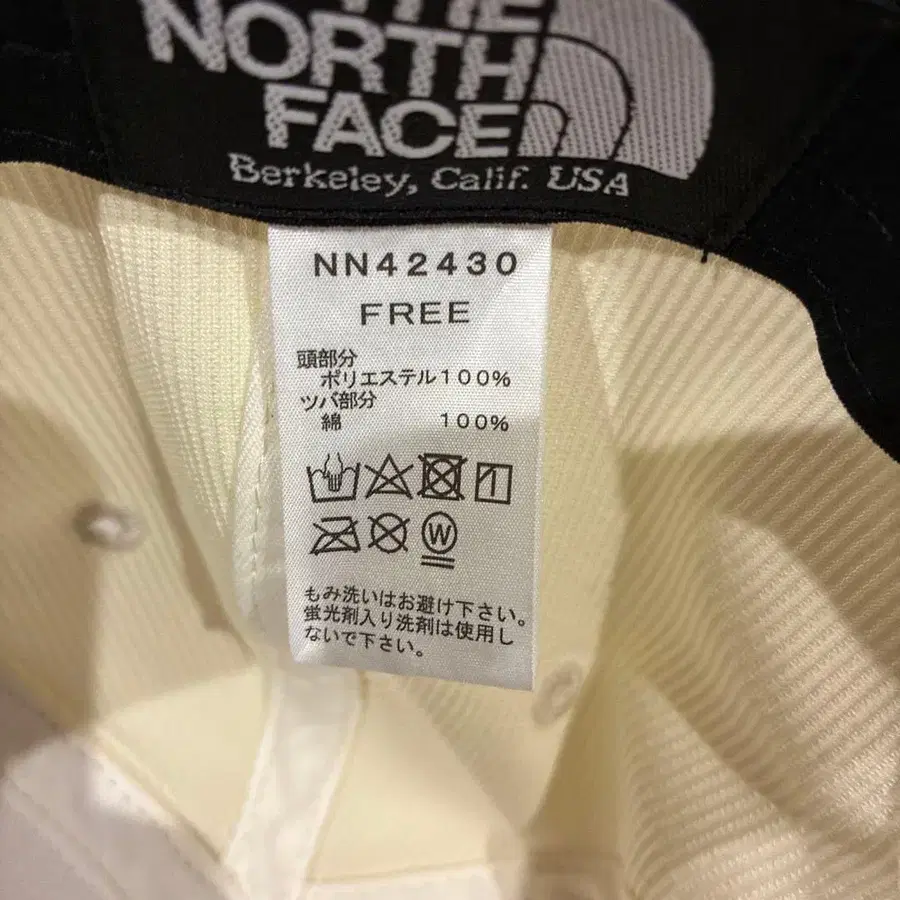 THE
NORTH
FACE
Berkeley, Calif. USA
NN42430
FREE
頭部分
ポリエステル100%
ツバ部分
綿 100%
W
もみ洗いはお避け下さい。
蛍光剤入り洗剤は使用し
ないで下さい。